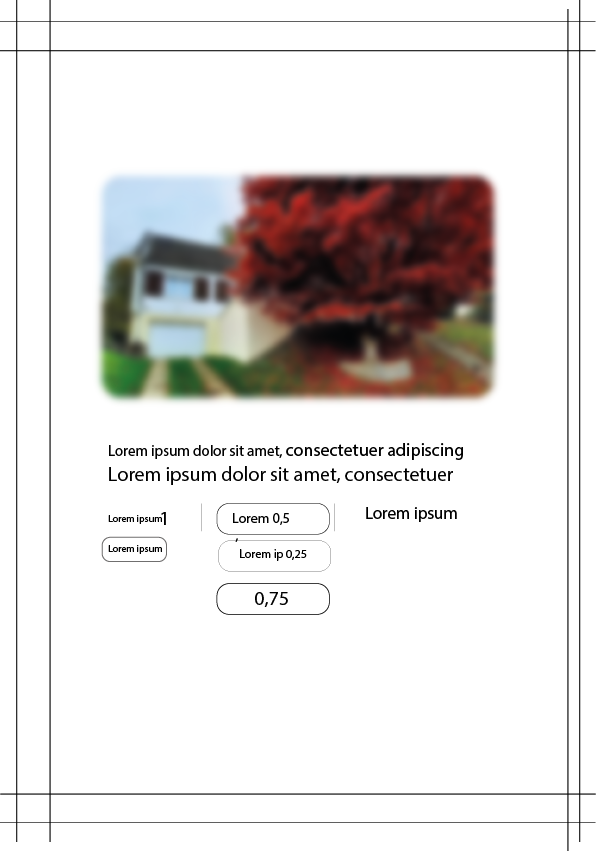 Lorem ipsum dolor sit amet, consectetuer adipiscing
Lorem ipsum dolor sit amet, consectetuer
Lorem ipsum1
Lorem ipsum
Lorem 0,5
Lorem ip 0,25
0,75
Lorem ipsum